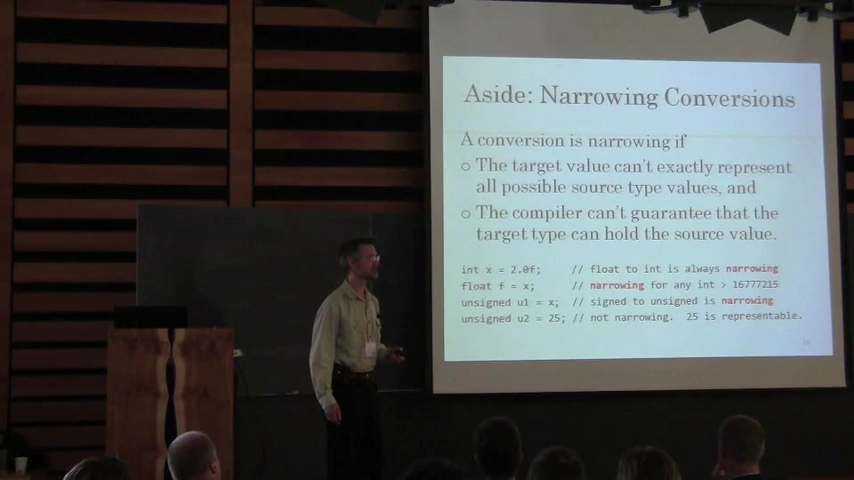 Aside: Narrowing Conversions
A conversion is narrowing if
○ The target value can't exactly represent
all possible source type values, and
○ The compiler can't guarantee that the
target type can hold the source value.
int x = 2.0f; // float to int is always narrowing
float f = x; // narrowing for any int > 16777215
unsigned u1 = x; // signed to unsigned is narrowing
unsigned u2 = 25; // not narrowing. 25 is representable.